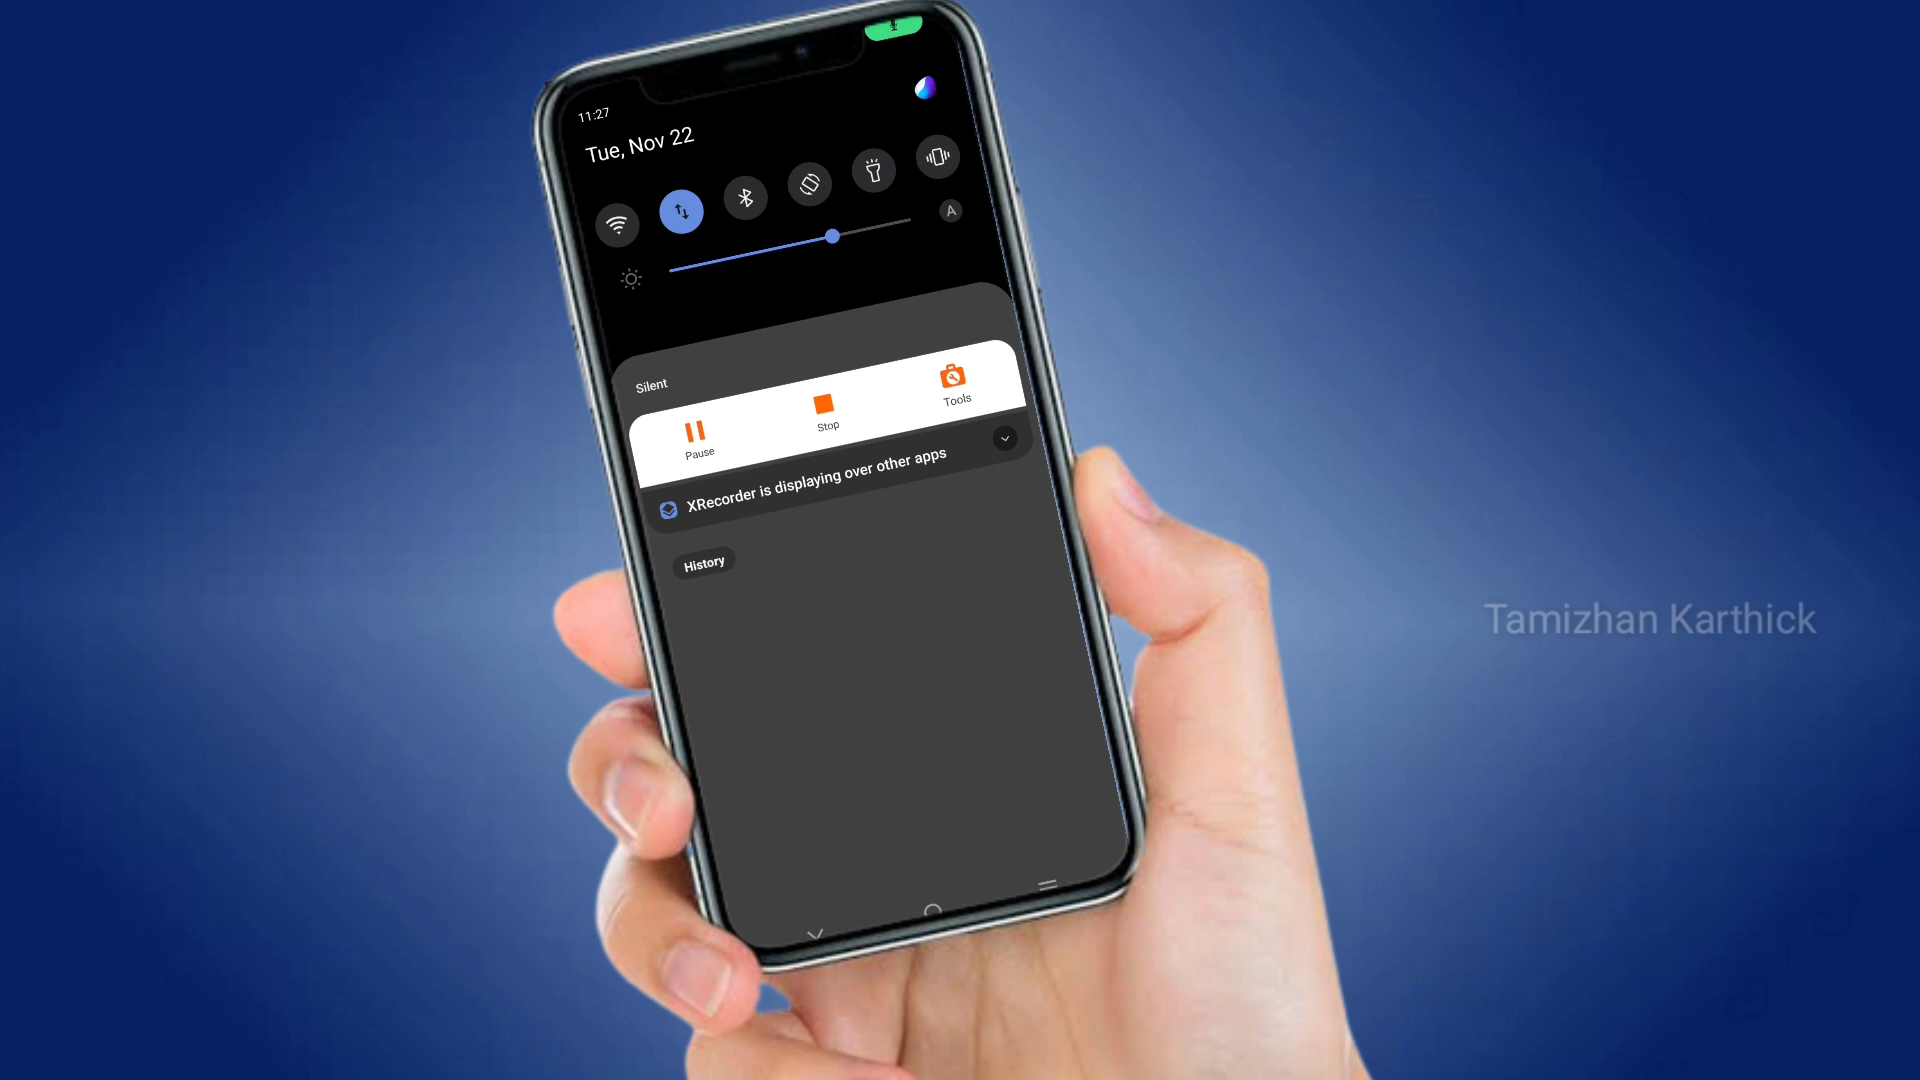 11:27
Tue, Nov 22
A
Silent
Pause
Stop
Tools
XRecorder is displaying over other apps
History
Tamizhan Karthick